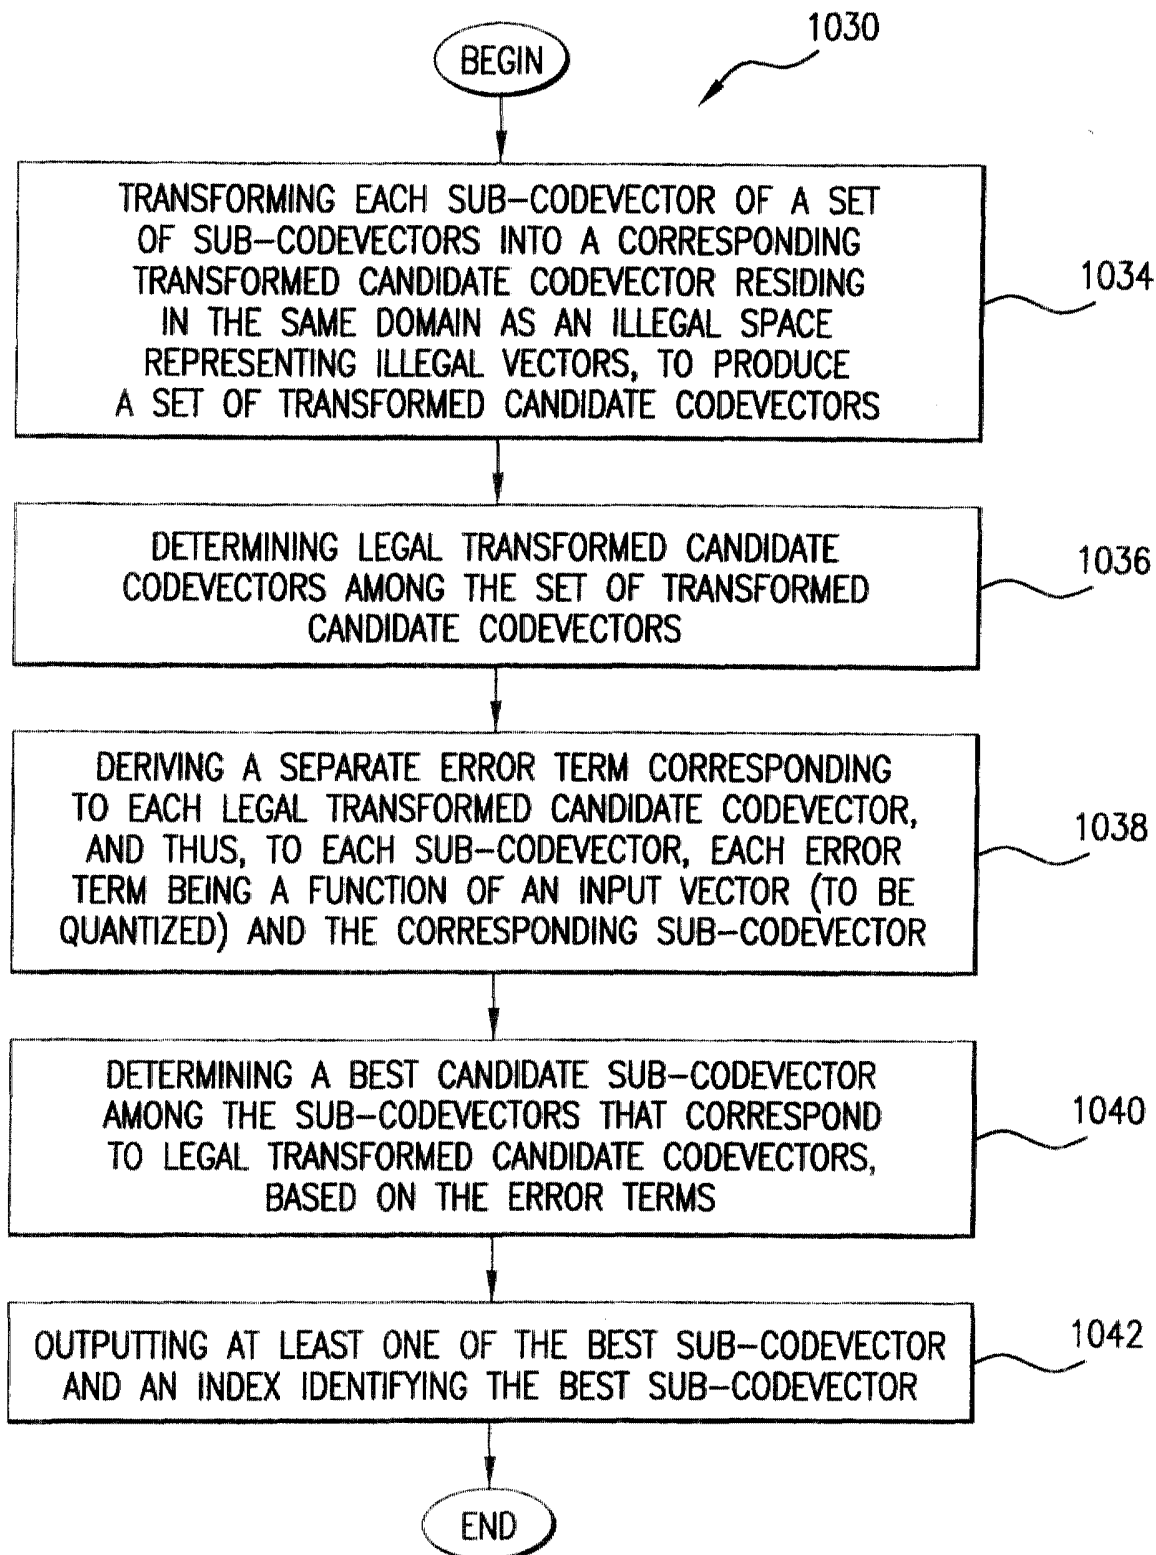 1030
BEGIN
TRANSFORMING EACH SUB-CODEVECTOR OF A SET
OF SUB-CODEVECTORS INTO A CORRESPONDING
TRANSFORMED CANDIDATE CODEVECTOR RESIDING
IN THE SAME DOMAIN AS AN ILLEGAL SPACE
REPRESENTING ILLEGAL VECTORS, TO PRODUCE
A SET OF TRANSFORMED CANDIDATE CODEVECTORS
1034
DETERMINING LEGAL TRANSFORMED CANDIDATE
CODEVECTORS AMONG THE SET OF TRANSFORMED
CANDIDATE CODEVECTORS
1036
DERIVING A SEPARATE ERROR TERM CORRESPONDING
TO EACH LEGAL TRANSFORMED CANDIDATE CODEVECTOR,
AND THUS, TO EACH SUB-CODEVECTOR, EACH ERROR
TERM BEING A FUNCTION OF AN INPUT VECTOR (TO BE
QUANTIZED) AND THE CORRESPONDING SUB-CODEVECTOR
1038
DETERMINING A BEST CANDIDATE SUB-CODEVECTOR
AMONG THE SUB-CODEVECTORS THAT CORRESPOND
TO LEGAL TRANSFORMED CANDIDATE CODEVECTORS,
BASED ON THE ERROR TERMS
1040
OUTPUTTING AT LEAST ONE OF THE BEST SUB-CODEVECTOR
AND AN INDEX IDENTIFYING THE BEST SUB-CODEVECTOR
1042
END